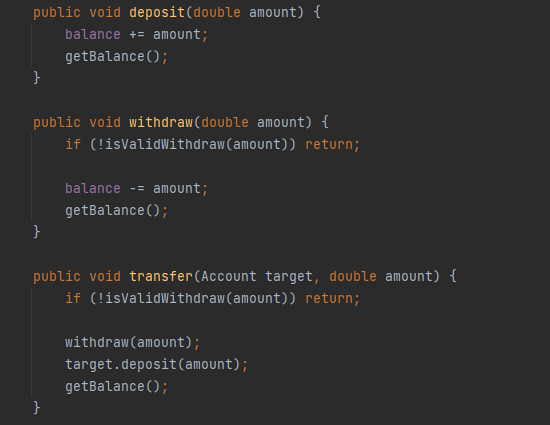 public void deposit(double amount) {
balance += amount;
getBalance();
}
public void withdraw(double amount) {
if (!isValidWithdraw(amount)) return;
balance -= amount;
getBalance();
}
public void transfer(Account target, double amount) {
if (!isValidWithdraw(amount)) return;
withdraw(amount);
target.deposit(amount);
getBalance();
}